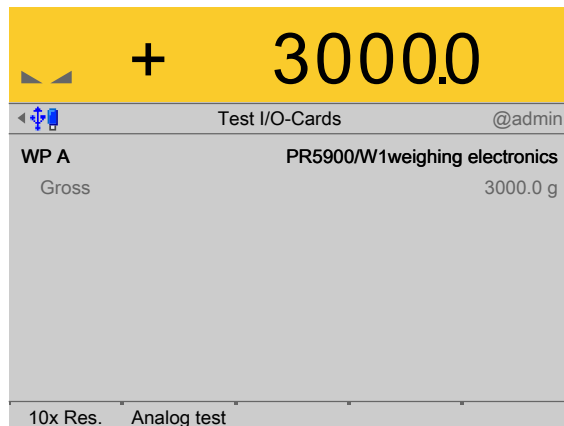 + 3000.0
Test I/O-Cards @admin
WP A PR5900/W1weighing electronics
Gross 3000.0 g
10x Res. Analog test